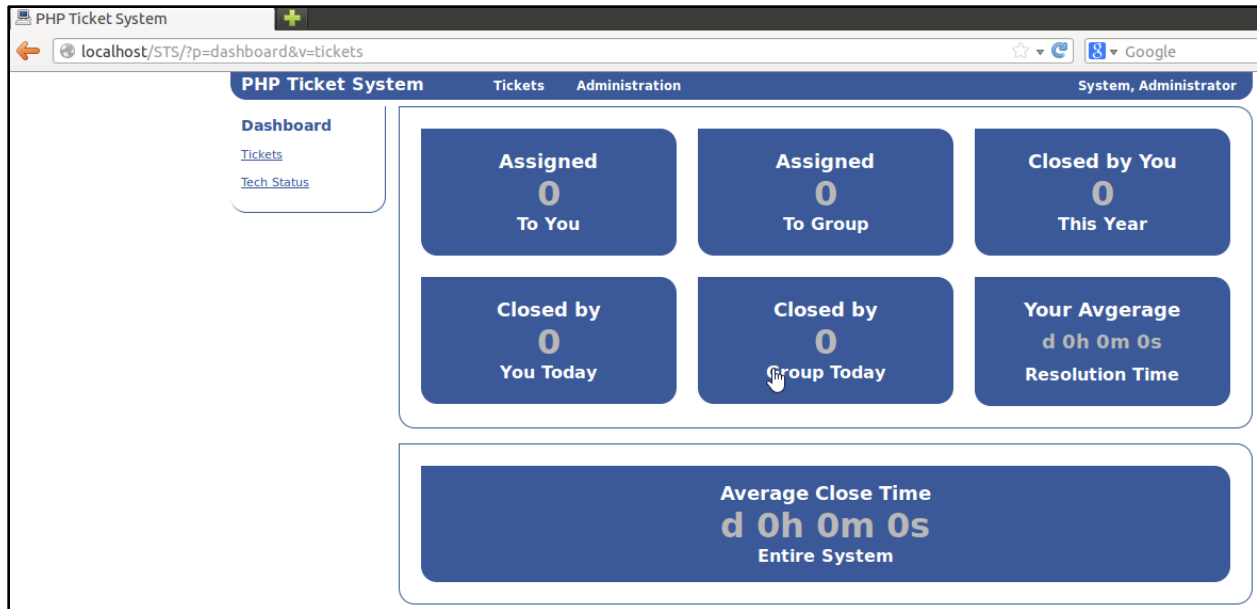 PHP Ticket System
localhost/STS/?p=dashboard&v=tickets
Google
PHP Ticket System Tickets Administration System, Administrator
Dashboard
Tickets
Tech Status
Assigned
0
To You
Assigned
0
To Group
Closed by You
0
This Year
Closed by
0
You Today
Closed by
0
Group Today
Your Avgerage
d 0h 0m 0s
Resolution Time
Average Close Time
d 0h 0m 0s
Entire System